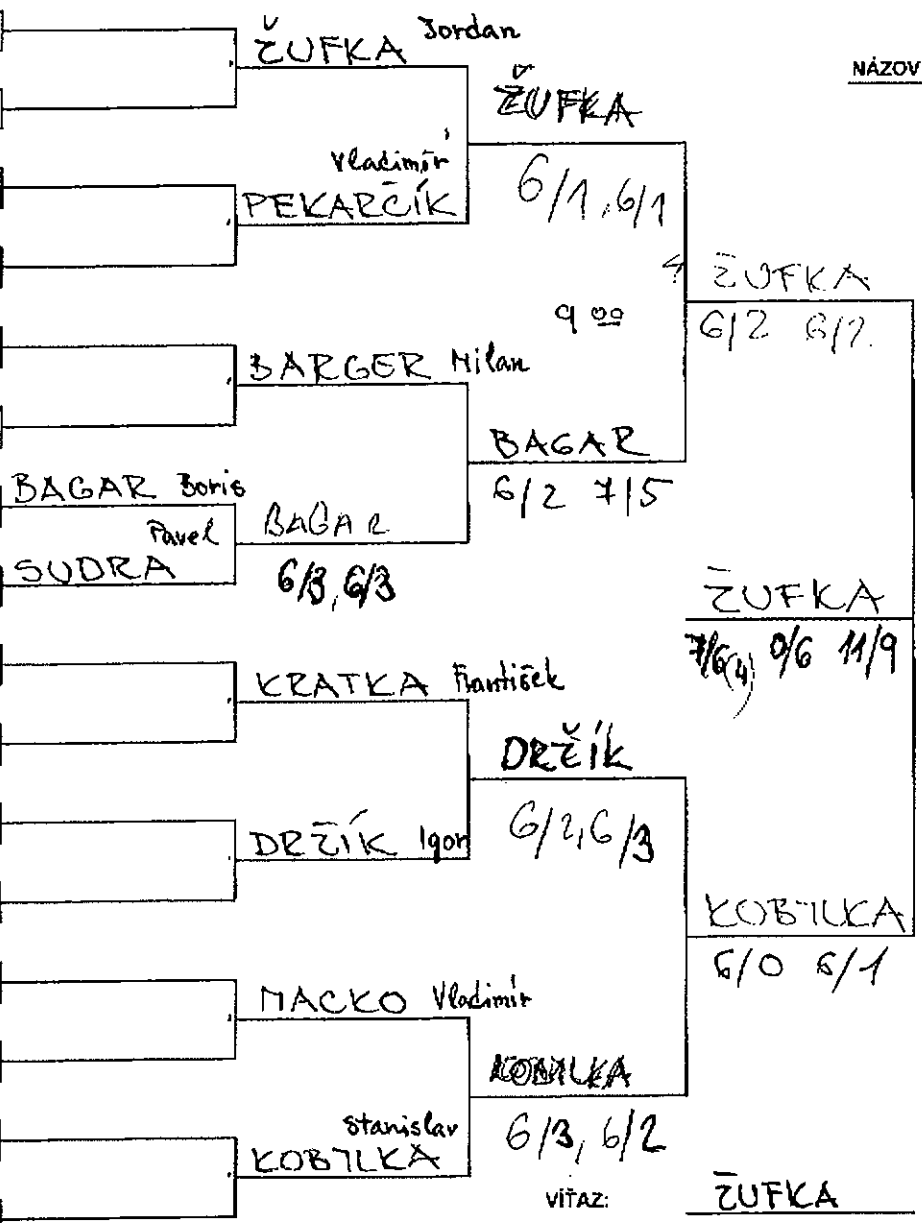 ŽUFKA Jordan
NÁZOV
ŽUFKA
Vladimír
PEKARČÍK
6/1, 6/1
ŽUFKA
9 00
6/2 6/2
BARGER Milan
BAGAR
6/2 7/5
BAGAR Boris
Pavel
SUDRA
BAGAR
6/3, 6/3
ŽUFKA
7/6(4) 0/6 11/9
KRATKA František
DRŽÍK
DRŽÍK Igor
6/2, 6/3
KOBILKA
6/0 6/1
MACKO Vladimír
KOBILKA
6/3, 6/2
Stanislav
KOBILKA
VÍŤAZ: ŽUFKA